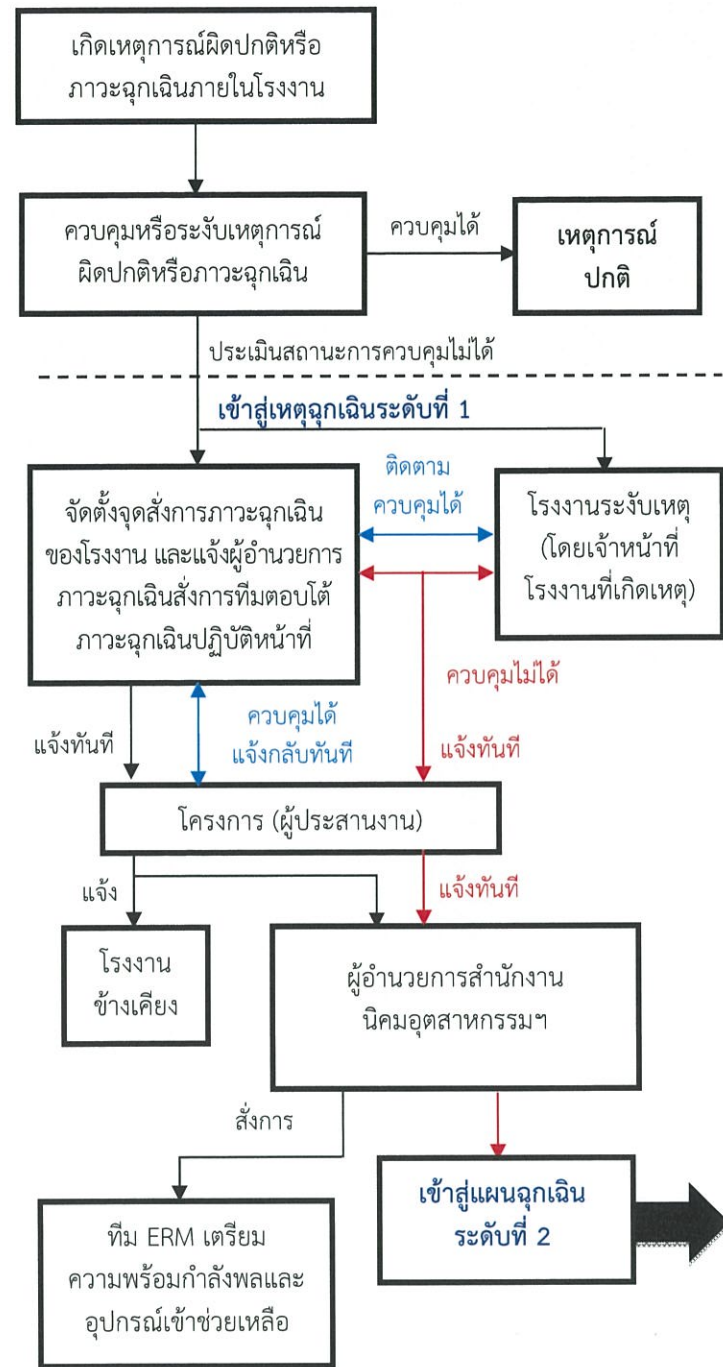 เกิดเหตุการณ์ผิดปกติหรือ
ภาวะฉุกเฉินภายในโรงงาน
ควบคุมหรือระงับเหตุการณ์
ผิดปกติหรือภาวะฉุกเฉิน
ควบคุมได้
เหตุการณ์
ปกติ
ประเมินสถานะการควบคุมไม่ได้
เข้าสู่เหตุฉุกเฉินระดับที่ 1
จัดตั้งจุดสั่งการภาวะฉุกเฉิน
ของโรงงาน และแจ้งผู้อำนวยการ
ภาวะฉุกเฉินสั่งการทีมตอบโต้
ภาวะฉุกเฉินปฏิบัติหน้าที่
ติดตาม
ควบคุมได้
โรงงานระงับเหตุ
(โดยเจ้าหน้าที่
โรงงานที่เกิดเหตุ)
ควบคุมไม่ได้
แจ้งทันที
ควบคุมได้
แจ้งกลับทันที
แจ้งทันที
โครงการ (ผู้ประสานงาน)
แจ้ง
แจ้งทันที
โรงงาน
ข้างเคียง
ผู้อำนวยการสำนักงาน
นิคมอุตสาหกรรมฯ
สั่งการ
ทีม ERM เตรียม
ความพร้อมกำลังพลและ
อุปกรณ์เข้าช่วยเหลือ
เข้าสู่แผนฉุกเฉิน
ระดับที่ 2